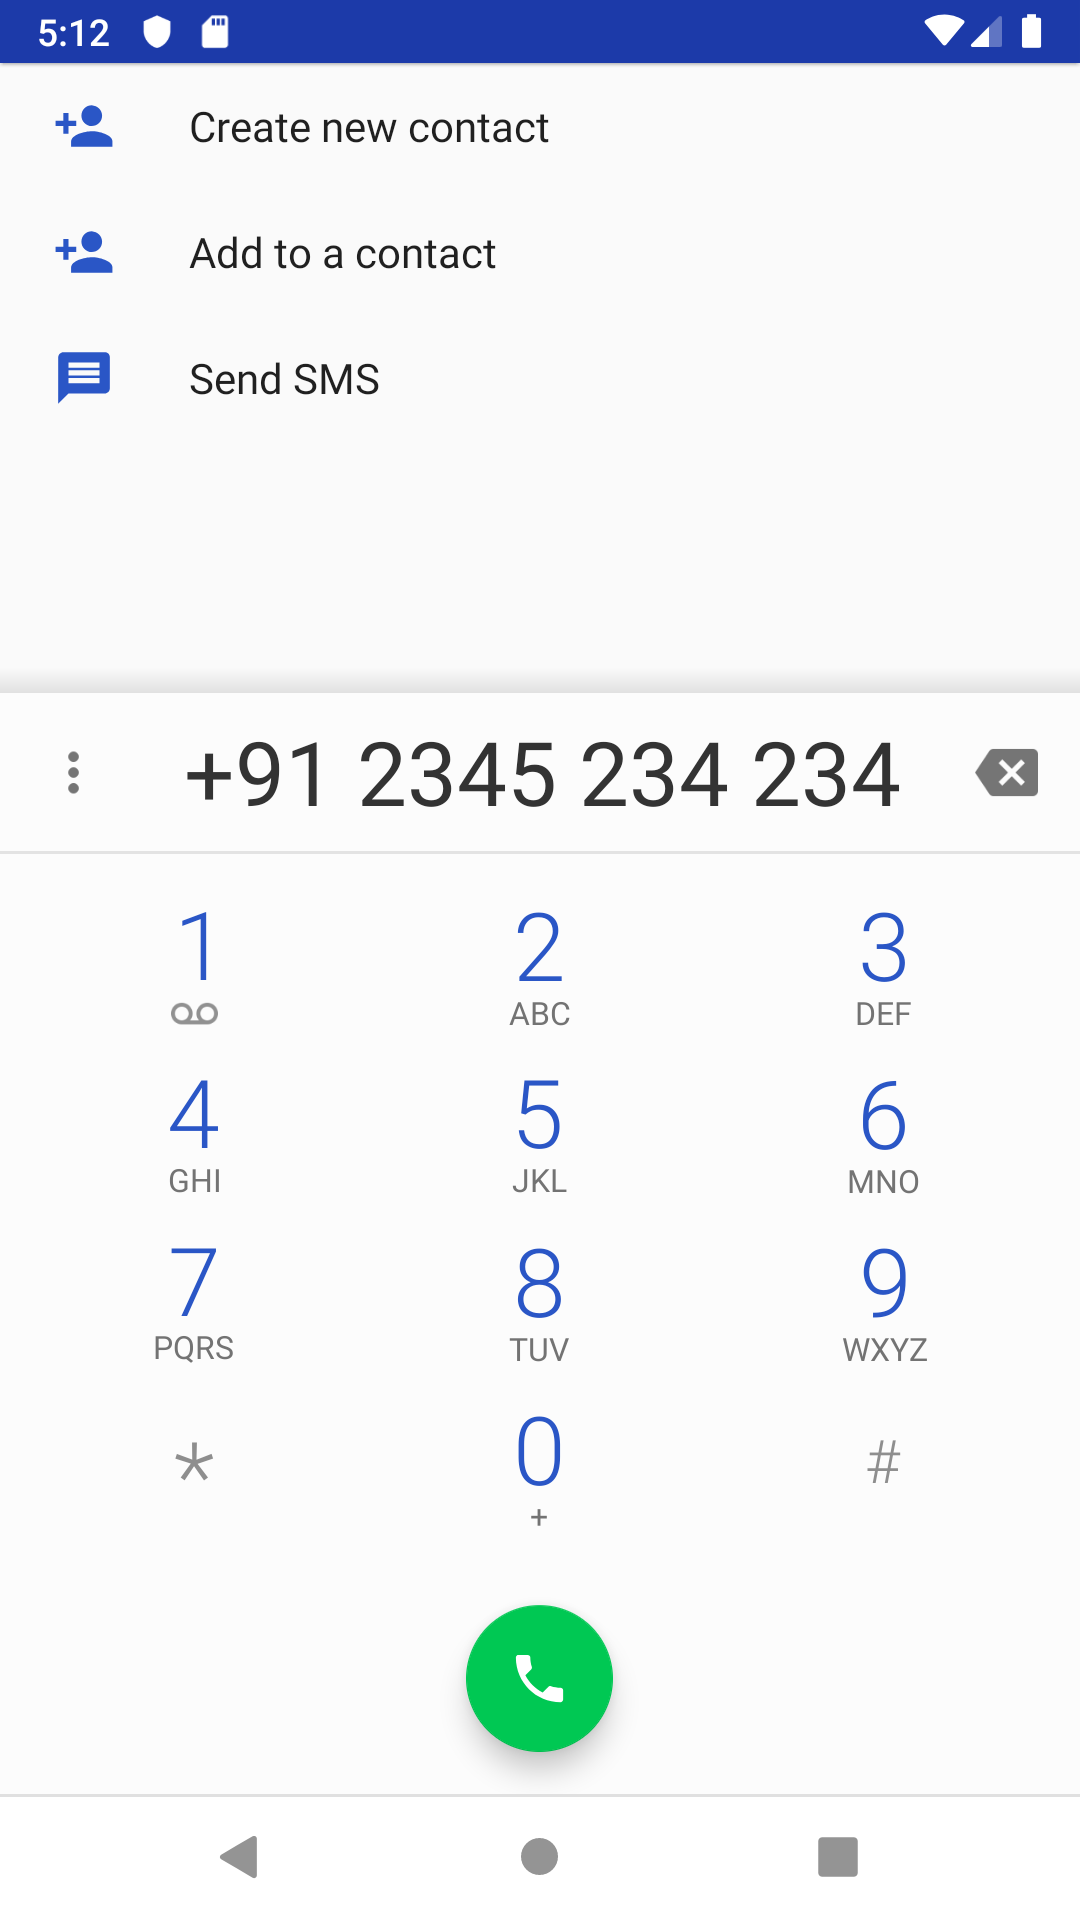 5:12
Create new contact
Add to a contact
Send SMS
+91 2345 234 234
1 2 3
ABC DEF
4 5 6
GHI JKL MNO
7 8 9
PQRS TUV WXYZ
* 0 #
+